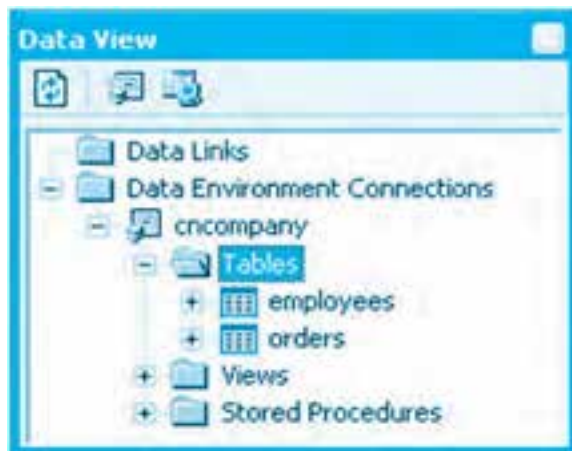 Data View
Data Links
Data Environment Connections
cncompany
Tables
employees
orders
Views
Stored Procedures